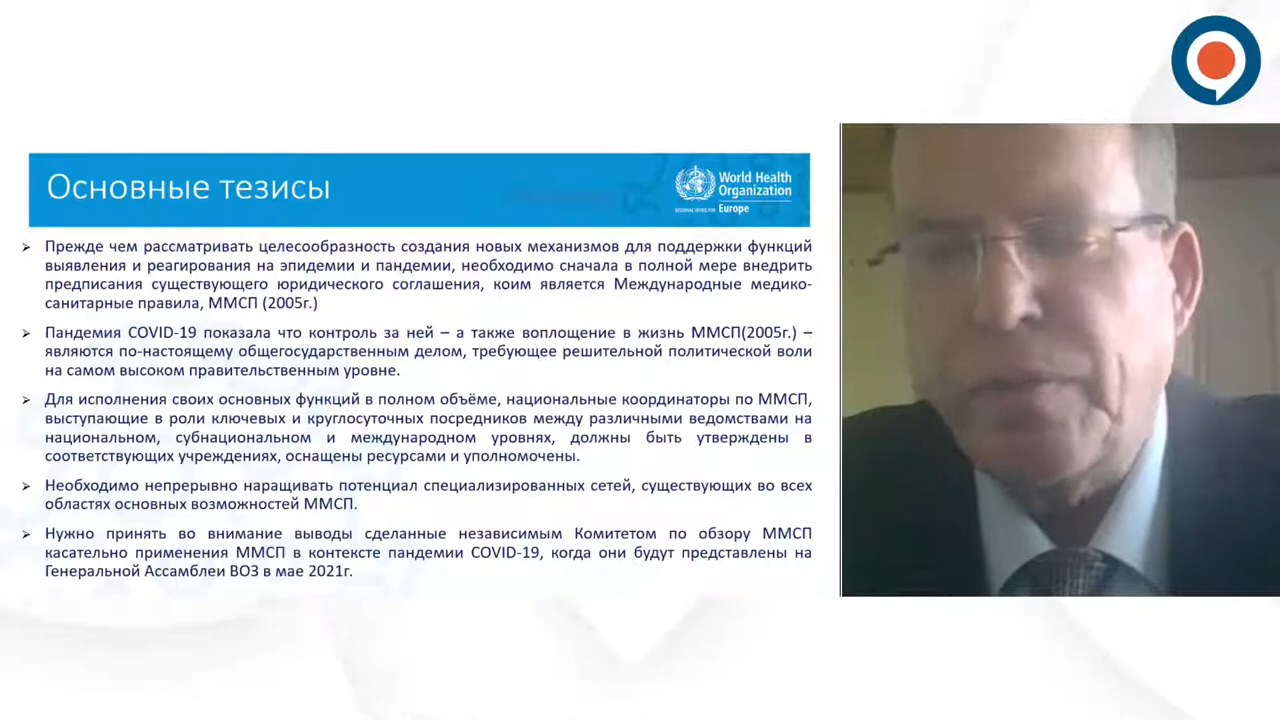 Основные тезисы
World Health
Organization
REGIONAL OFFICE FOR Europe
Прежде чем рассматривать целесообразность создания новых механизмов для поддержки функций
выявления и реагирования на эпидемии и пандемии, необходимо сначала в полной мере внедрить
предписания существующего юридического соглашения, коим является Международные медико-
санитарные правила, ММСП (2005г.)
Пандемия COVID-19 показала что контроль за ней – а также воплощение в жизнь ММСП(2005г.) –
являются по-настоящему общегосударственным делом, требующее решительной политической воли
на самом высоком правительственным уровне.
Для исполнения своих основных функций в полном объёме, национальные координаторы по ММСП,
выступающие в роли ключевых и круглосуточных посредников между различными ведомствами на
национальном, субнациональном и международном уровнях, должны быть утверждены в
соответствующих учреждениях, оснащены ресурсами и уполномочены.
Необходимо непрерывно наращивать потенциал специализированных сетей, существующих во всех
областях основных возможностей ММСП.
Нужно принять во внимание выводы сделанные независимым Комитетом по обзору ММСП
касательно применения ММСП в контексте пандемии COVID-19, когда они будут представлены на
Генеральной Ассамблеи ВОЗ в мае 2021г.